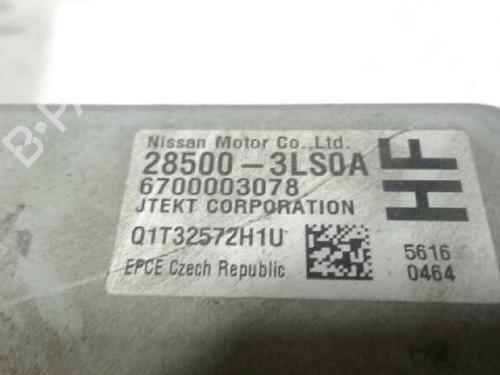 Nissan Motor Co.,Ltd.
28500-3LS0A
6700003078
JTEKT CORPORATION
HF
Q1T32572H1U
5616
0464
EPCE Czech Republic